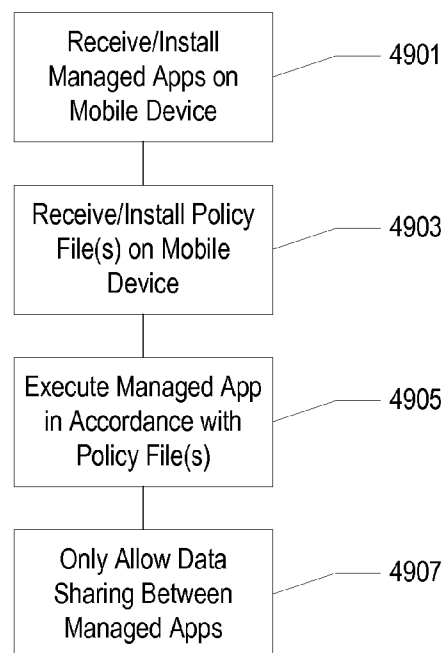 Receive/Install
Managed Apps on
Mobile Device
4901
Receive/Install Policy
File(s) on Mobile
Device
4903
Execute Managed App
in Accordance with
Policy File(s)
4905
Only Allow Data
Sharing Between
Managed Apps
4907